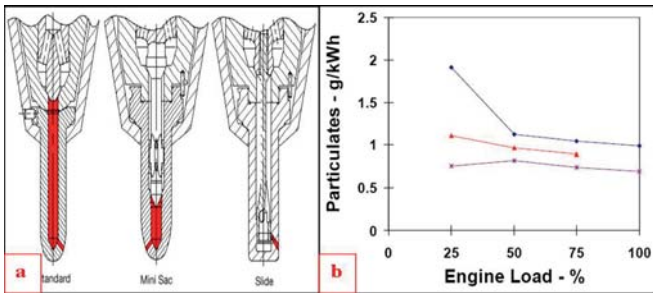 a
tandard
Mini Sac
Slide
b
Particulates - g/kWh
2.5
2
1.5
1
0.5
0
0
25
50
75
100
Engine Load - %